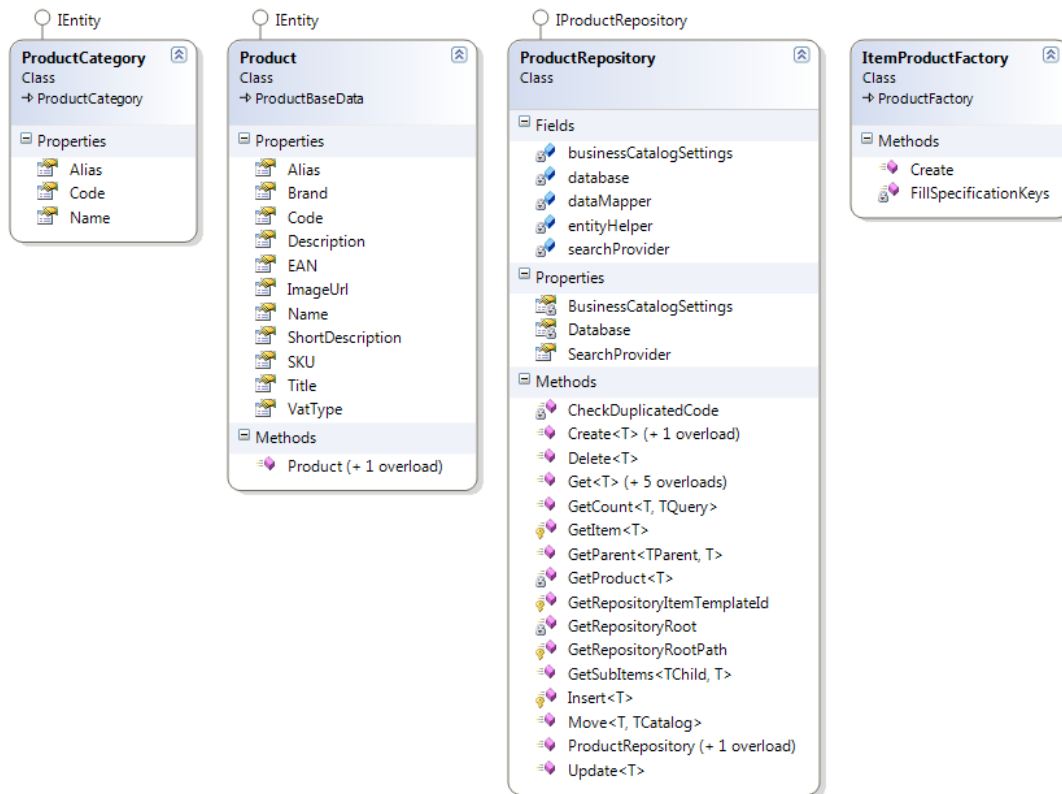 IEntity
ProductCategory
Class
ProductCategory
Properties
Alias
Code
Name
IEntity
Product
Class
ProductBaseData
Properties
Alias
Brand
Code
Description
EAN
ImageUrl
Name
ShortDescription
SKU
Title
VatType
Methods
Product (+ 1 overload)
IProductRepository
ProductRepository
Class
Fields
businessCatalogSettings
database
dataMapper
entityHelper
searchProvider
Properties
BusinessCatalogSettings
Database
SearchProvider
Methods
CheckDuplicatedCode
Create<T> (+ 1 overload)
Delete<T>
Get<T> (+ 5 overloads)
GetCount<T, TQuery>
GetItem<T>
GetParent<TParent, T>
GetProduct<T>
GetRepositoryItemTemplateId
GetRepositoryRoot
GetRepositoryRootPath
GetSubItems<TChild, T>
Insert<T>
Move<T, TCatalog>
ProductRepository (+ 1 overload)
Update<T>
ItemProductFactory
Class
ProductFactory
Methods
Create
FillSpecificationKeys